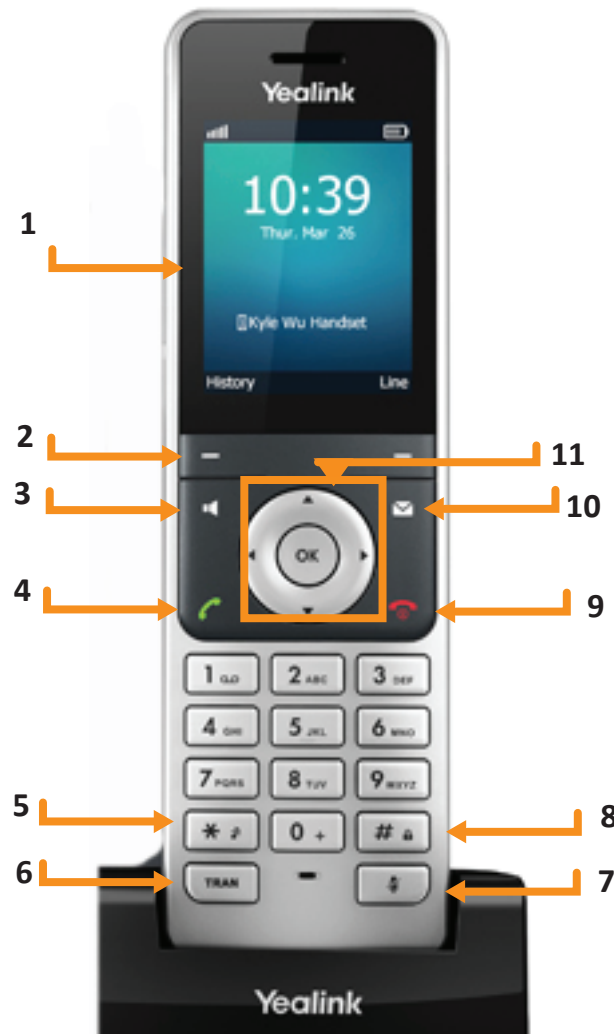 Yealink
10:39
Thur. Mar 26
1
Kyle Wu Handset
History Line
2
11
3
10
OK
4
9
1
2 ABC 3 DEF
4 GHI 5 JKL 6 MNO
7 PQRS 8 TUV 9 WXYZ
5
* 0 + #
8
6
TRAN
7
Yealink